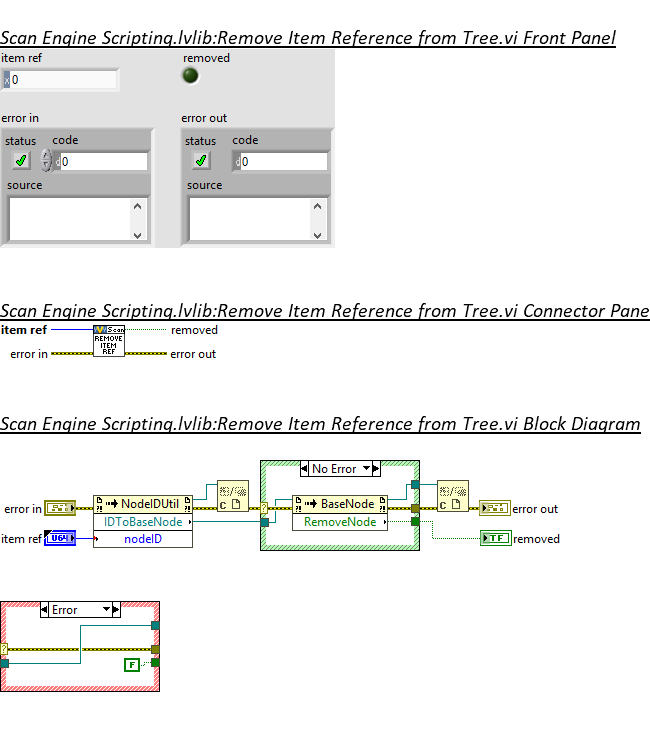 Scan Engine Scripting.lvlib:Remove Item Reference from Tree.vi Front Panel
item ref
removed
x 0
error in
error out
status code
status code
d 0
d 0
source
source
Scan Engine Scripting.lvlib:Remove Item Reference from Tree.vi Connector Pane
item ref
removed
Scan
REMOVE
ITEM
REF
error in
error out
Scan Engine Scripting.lvlib:Remove Item Reference from Tree.vi Block Diagram
No Error
error in
NodeIDUtil
C
?
BaseNode
C
error out
IDToBaseNode
RemoveNode
item ref
U64
nodeID
TF
removed
Error
?
F